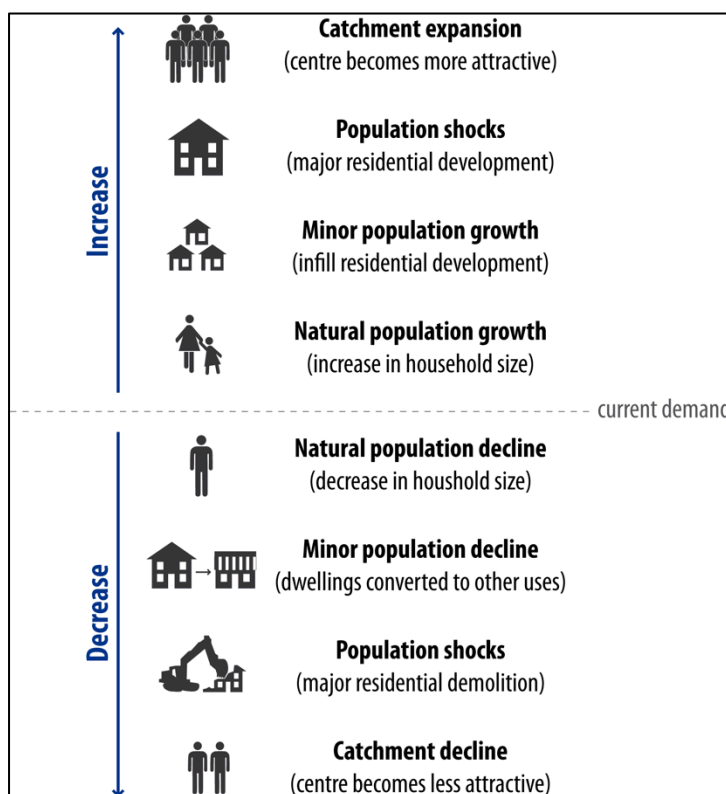 Catchment expansion
(centre becomes more attractive)
Population shocks
(major residential development)
Minor population growth
(infill residential development)
Increase
Natural population growth
(increase in household size)
current demand
Natural population decline
(decrease in houshold size)
Minor population decline
(dwellings converted to other uses)
Decrease
Population shocks
(major residential demolition)
Catchment decline
(centre becomes less attractive)